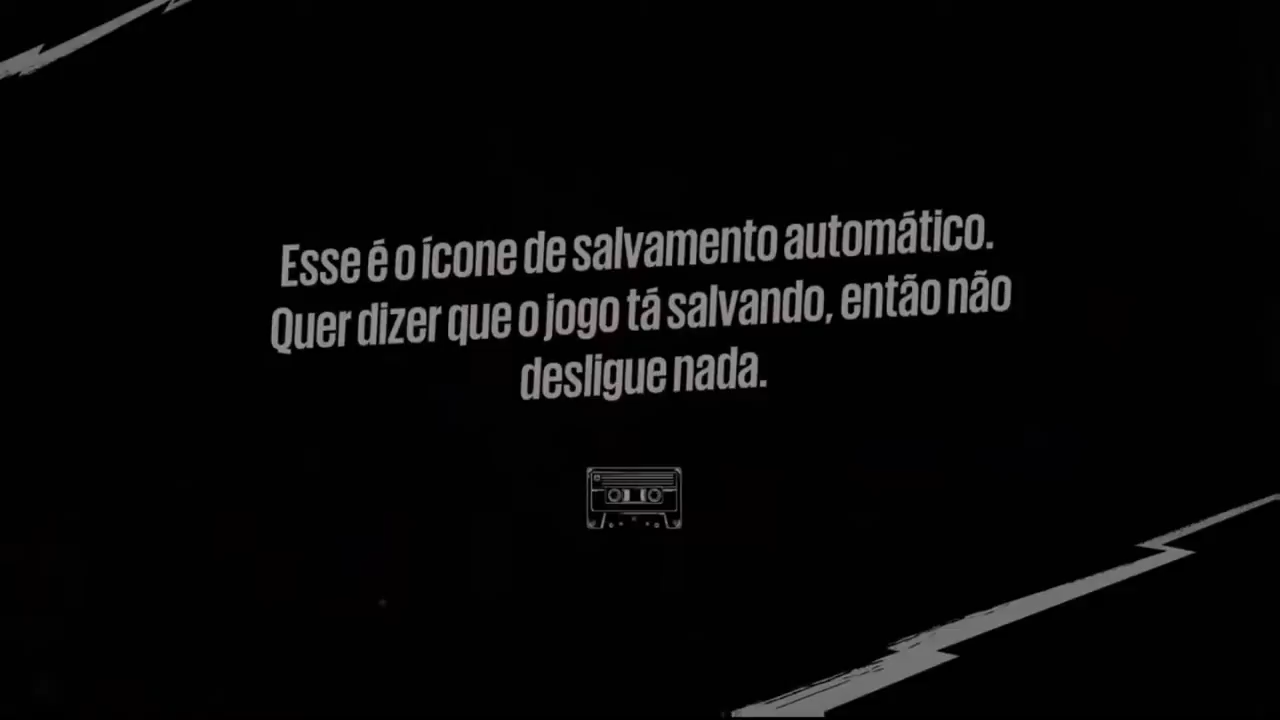 Esse é o ícone de salvamento automático.
Quer dizer que o jogo tá salvando, então não
desligue nada.